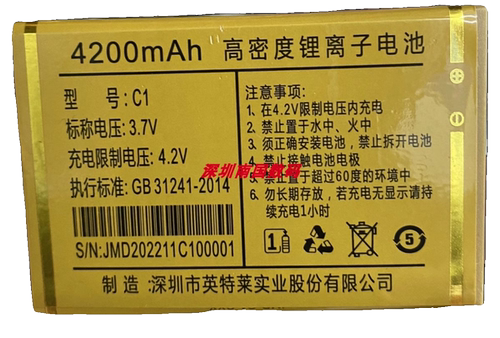 4200mAh 高密度锂离子电池
型 号: C1
标称电压: 3.7V
充电限制电压: 4.2V
执行标准: GB 31241-2014
S/N:JMD202211C100001
注意事项:
1. 在4.2V限制电压内充电
2. 禁止置于水中、火中
3. 须正确安装电池，禁止拆开电池
4. 禁止接触电池电极
5. 禁止置于超过60度的环境中
6. 勿长期存放，若充电无显示请持
续充电1小时
深圳南国数码
1
5
制造 :深圳市英特莱实业股份有限公司